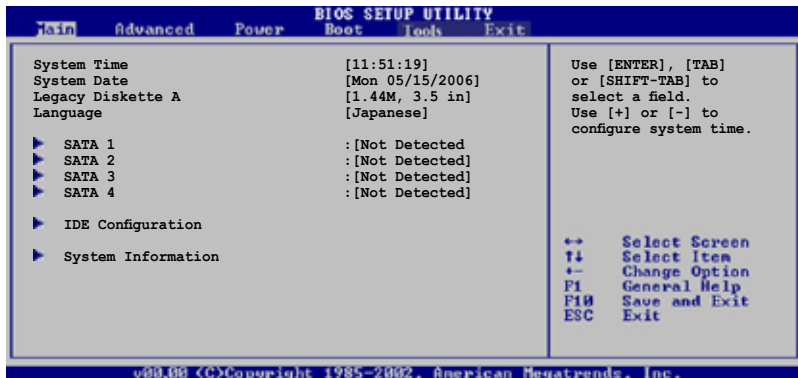 BIOS SETUP UTILITY
Main Advanced Power Boot Tools Exit
System Time [11:51:19]
System Date [Mon 05/15/2006]
Legacy Diskette A [1.44M, 3.5 in]
Language [Japanese]
SATA 1 :[Not Detected
SATA 2 :[Not Detected]
SATA 3 :[Not Detected]
SATA 4 :[Not Detected]
IDE Configuration
System Information
Use [ENTER], [TAB]
or [SHIFT-TAB] to
select a field.
Use [+] or [-] to
configure system time.
↔ Select Screen
↑↓ Select Item
+- Change Option
F1 General Help
F10 Save and Exit
ESC Exit
v00.00 (C)Copyright 1985-2002, American Megatrends, Inc.